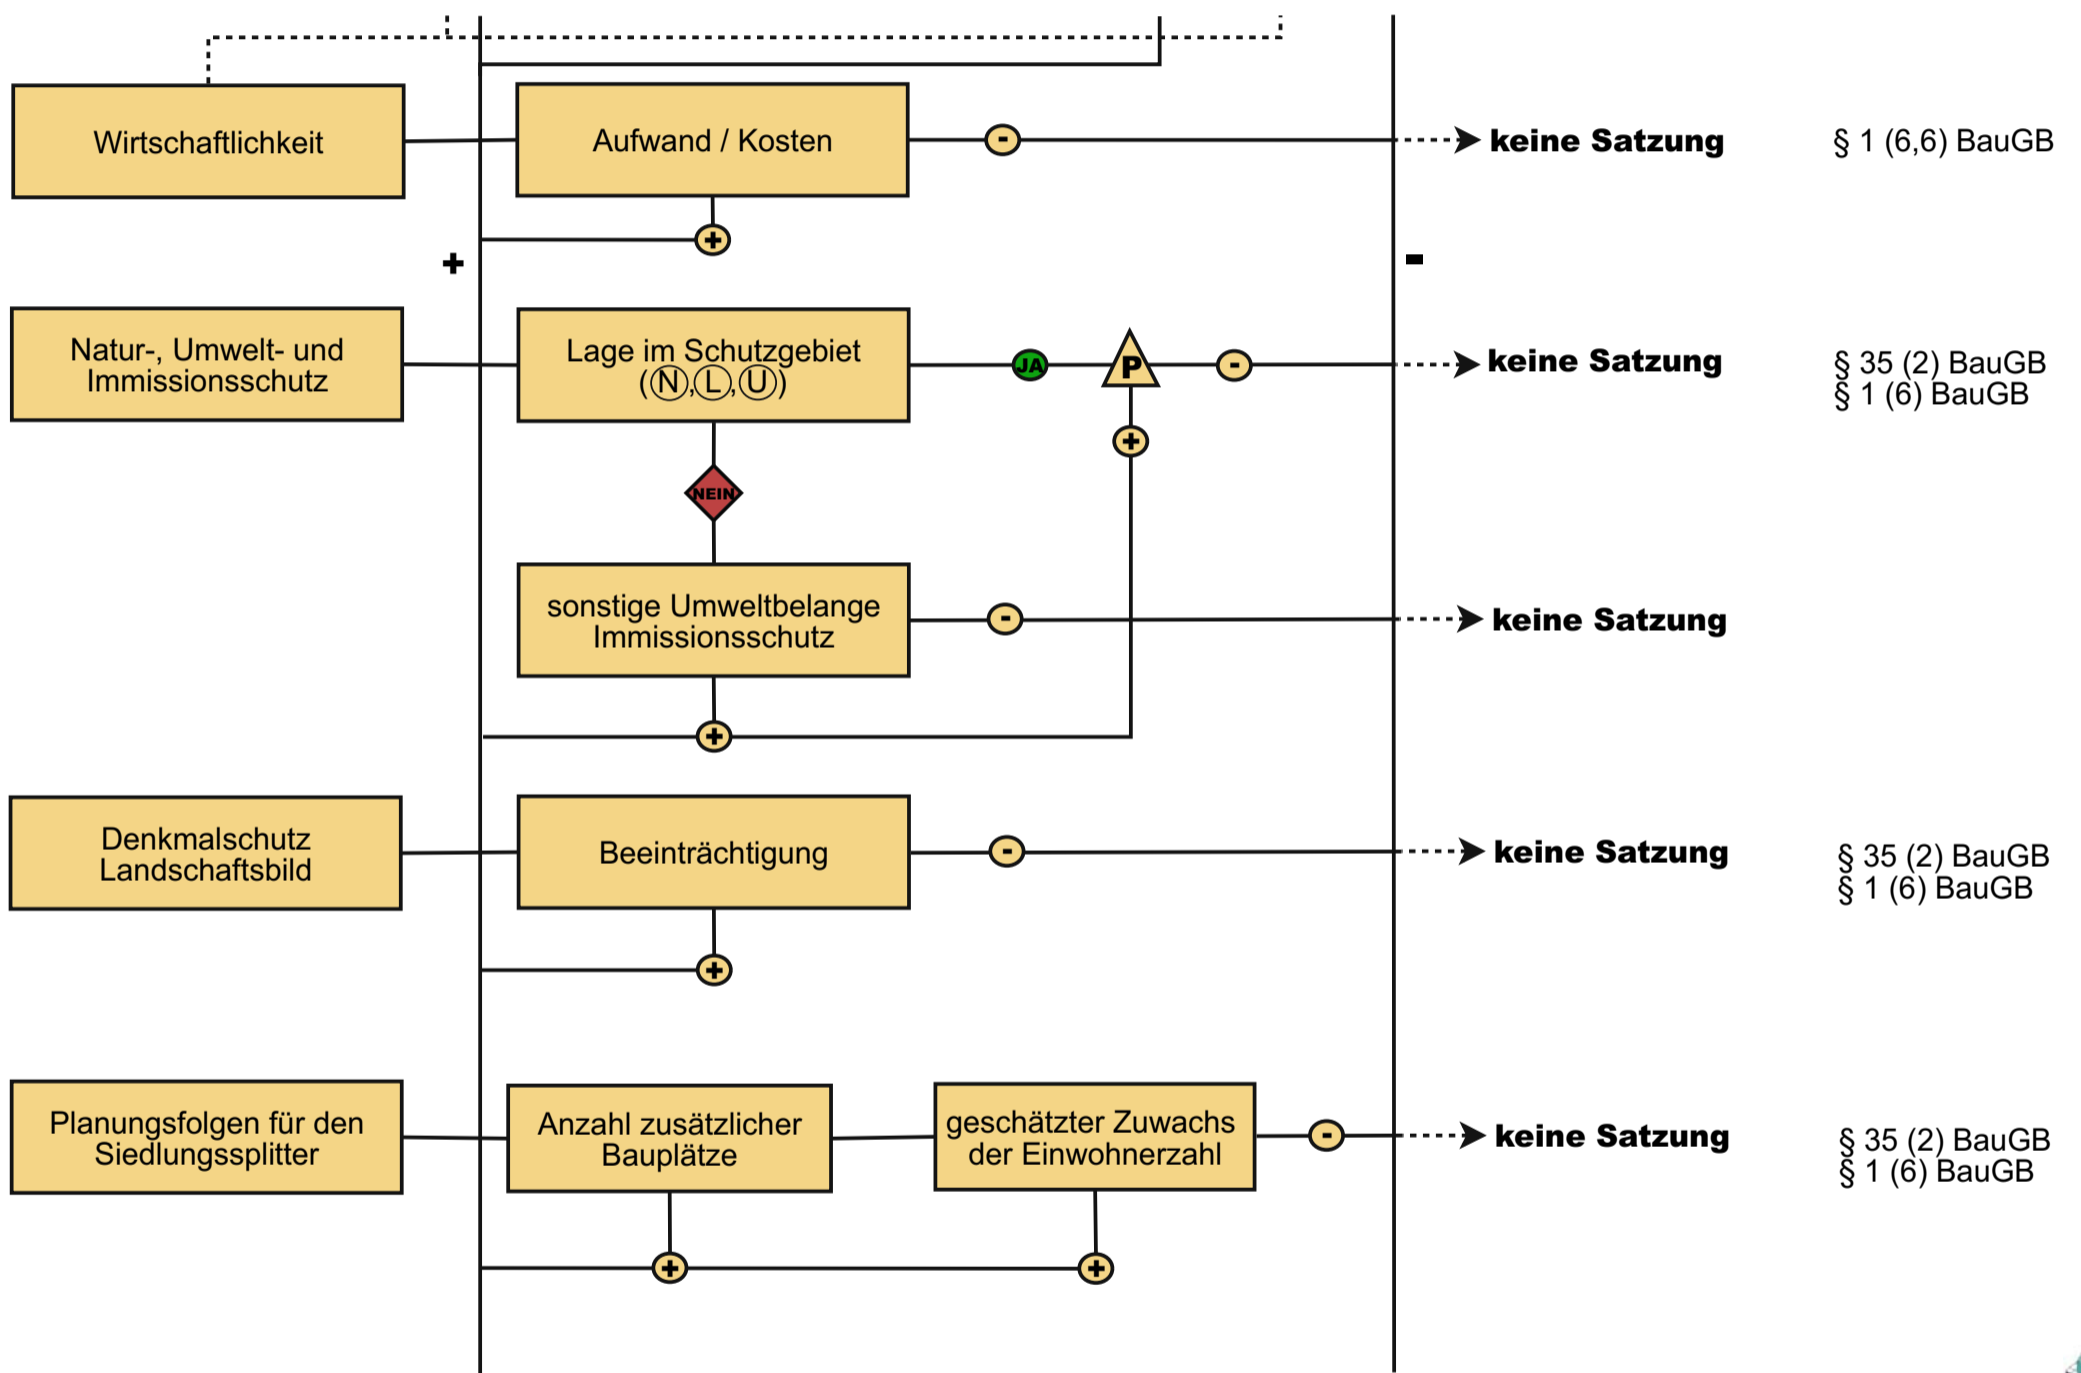 Wirtschaftlichkeit
Aufwand / Kosten
-
keine Satzung
§ 1 (6,6) BauGB
+
+
-
Natur-, Umwelt- und
Immissionsschutz
Lage im Schutzgebiet
(Ⓝ,Ⓛ,Ⓤ)
JA
P
-
keine Satzung
§ 35 (2) BauGB
§ 1 (6) BauGB
+
NEIN
sonstige Umweltbelange
Immissionsschutz
-
keine Satzung
+
Denkmalschutz
Landschaftsbild
Beeinträchtigung
-
keine Satzung
§ 35 (2) BauGB
§ 1 (6) BauGB
+
Planungsfolgen für den
Siedlungssplitter
Anzahl zusätzlicher
Bauplätze
geschätzter Zuwachs
der Einwohnerzahl
-
keine Satzung
§ 35 (2) BauGB
§ 1 (6) BauGB
+
+